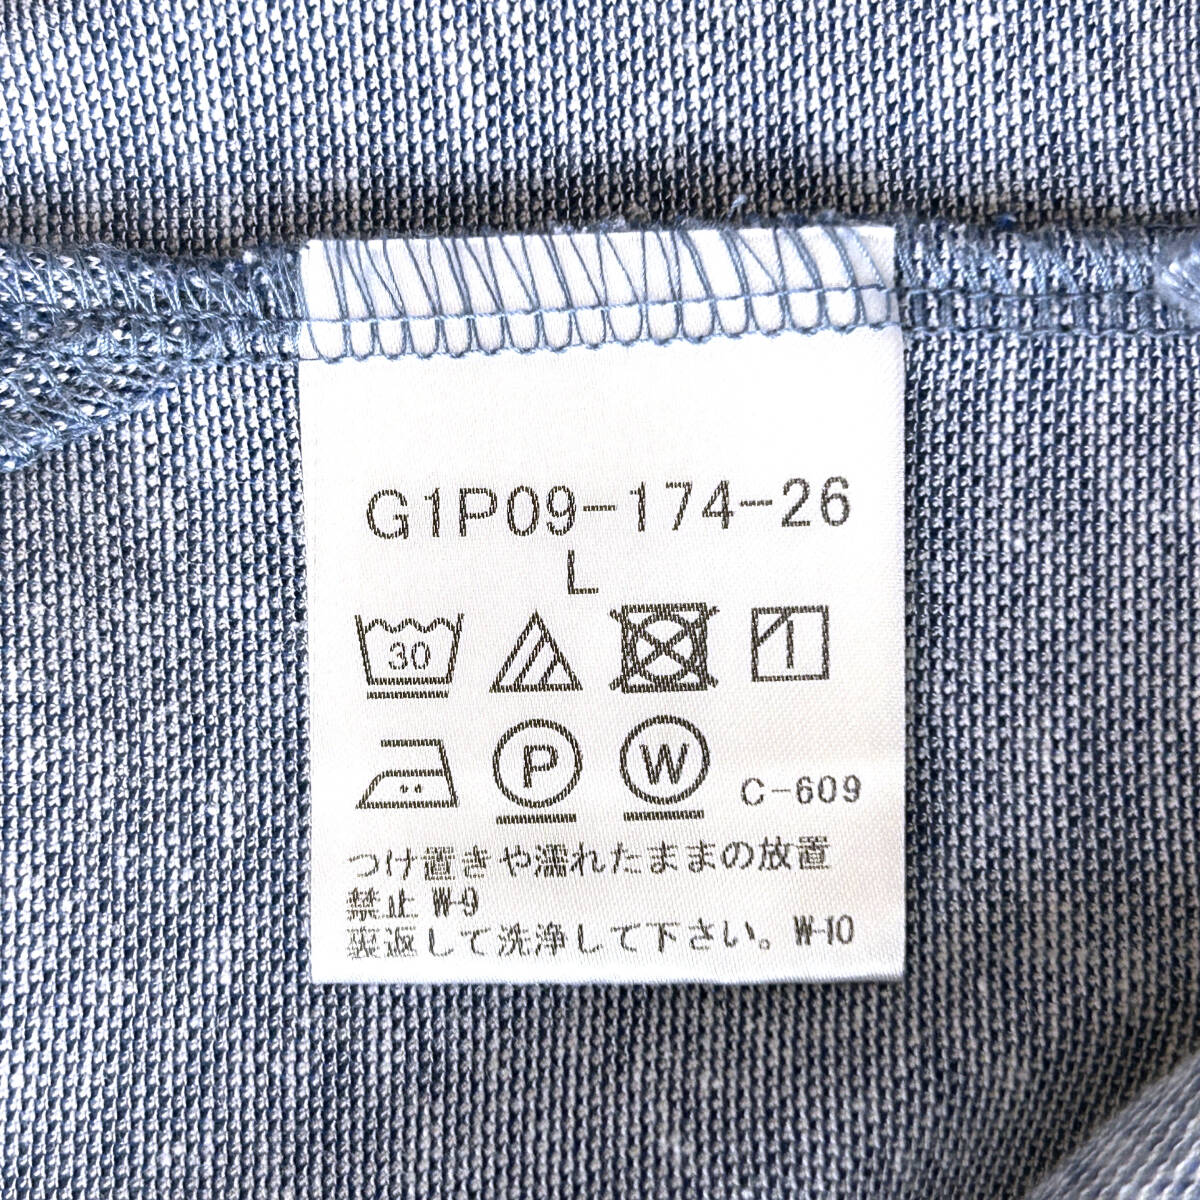 G1P09-174-26
L
30
P W C-609
つけ置きや濡れたままの放置
禁止 W-9
裏返して洗浄して下さい。W-10